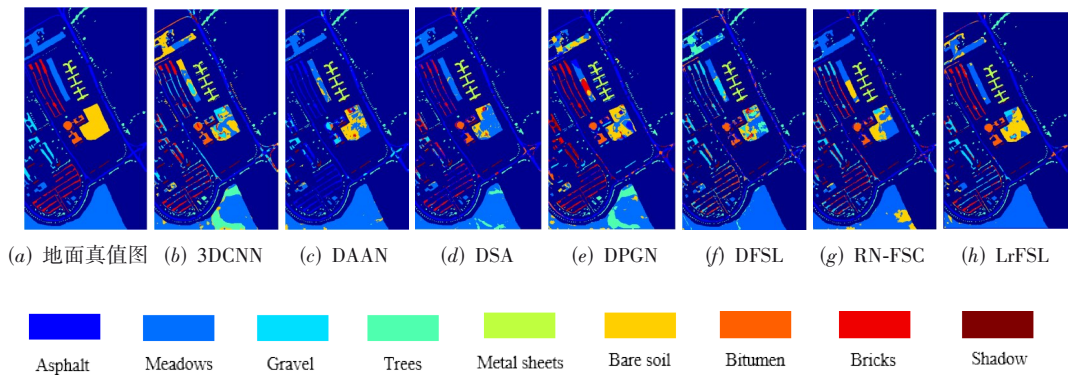 (a) 地面真值图 (b) 3DCNN (c) DAAN (d) DSA (e) DPGN (f) DFSL (g) RN-FSC (h) LrFSL
Asphalt Meadows Gravel Trees Metal sheets Bare soil Bitumen Bricks Shadow